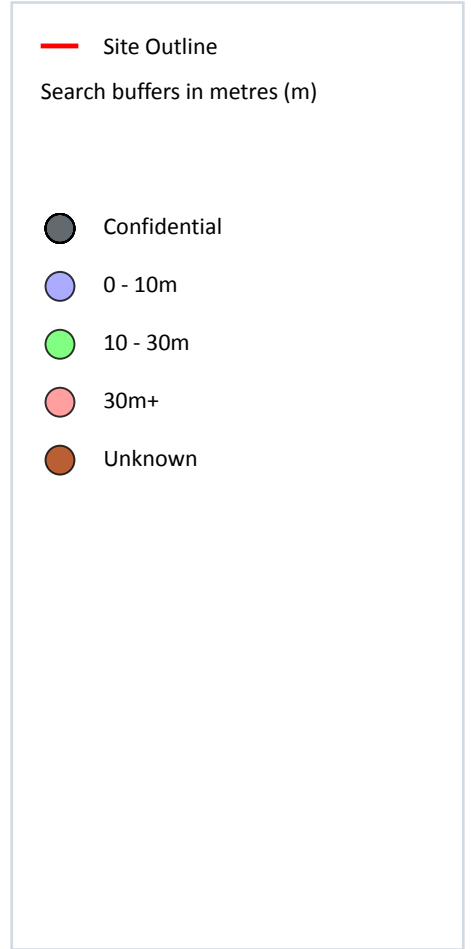 Site Outline
Search buffers in metres (m)
Confidential
0 - 10m
10 - 30m
30m+
Unknown